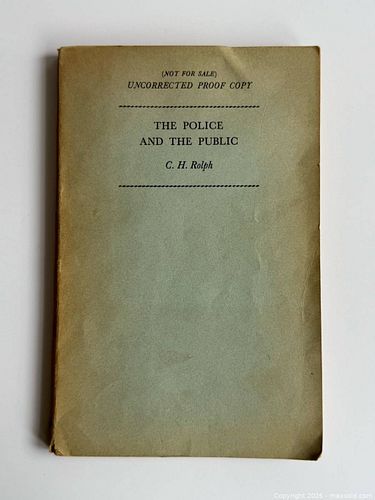 (NOT FOR SALE)
UNCORRECTED PROOF COPY
THE POLICE
AND THE PUBLIC
C. H. Rolph